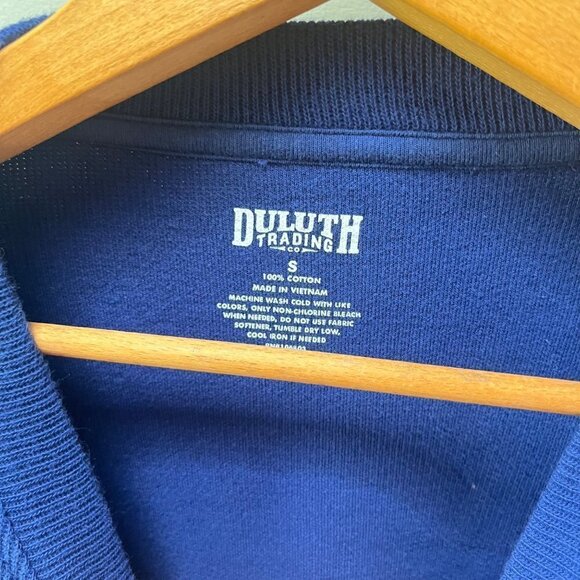 DULUTH
TRADING
CO
S
100% COTTON
MADE IN VIETNAM
MACHINE WASH COLD WITH LIKE
COLORS, ONLY NON-CHLORINE BLEACH
WHEN NEEDED, DO NOT USE FABRIC
SOFTENER, TUMBLE DRY LOW,
COOL IRON IF NEEDED